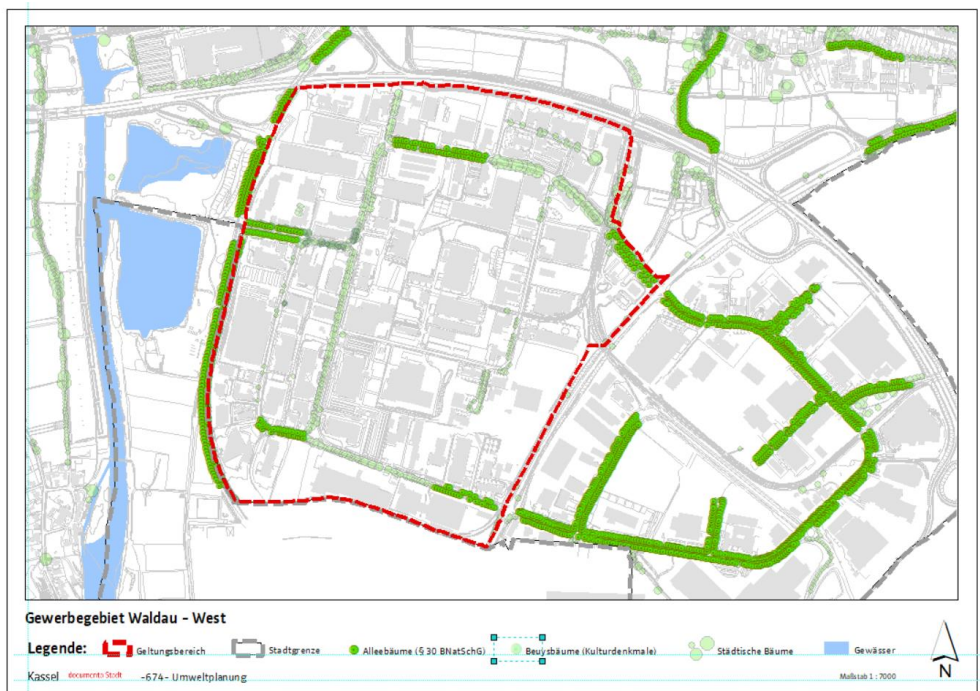 Gewerbegebiet Waldau - West
Legende: Geltungsbereich Stadtgrenze Alleebäume (§ 30 BNatSchG) Beuysbäume (Kulturdenkmale) Städtische Bäume Gewässer
Kassel documenta Stadt -674- Umweltplanung Maßstab 1 : 7000
N